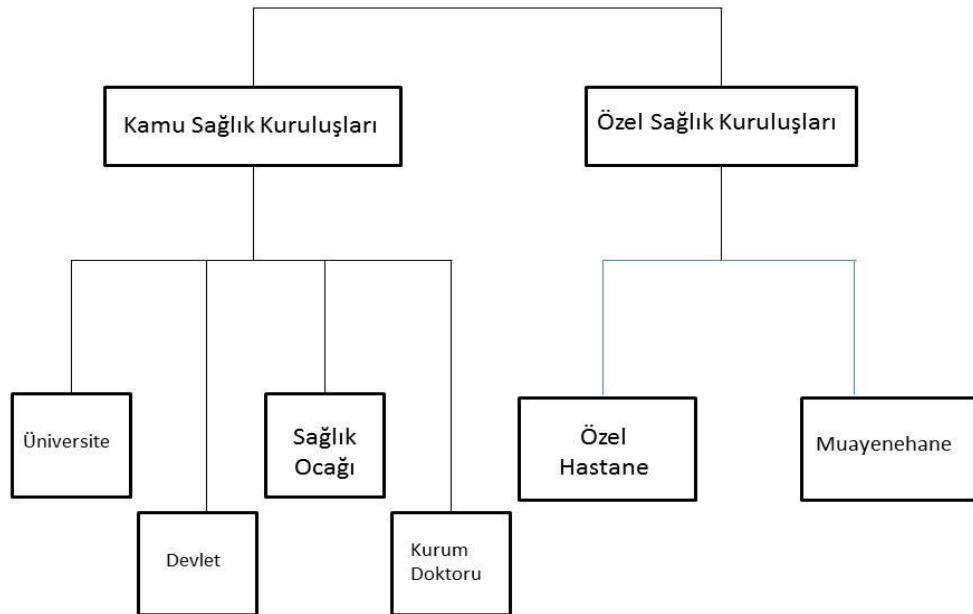 Kamu Sağlık Kuruluşları
Özel Sağlık Kuruluşları
Üniversite
Sağlık
Ocağı
Özel
Hastane
Muayenehane
Devlet
Kurum
Doktoru